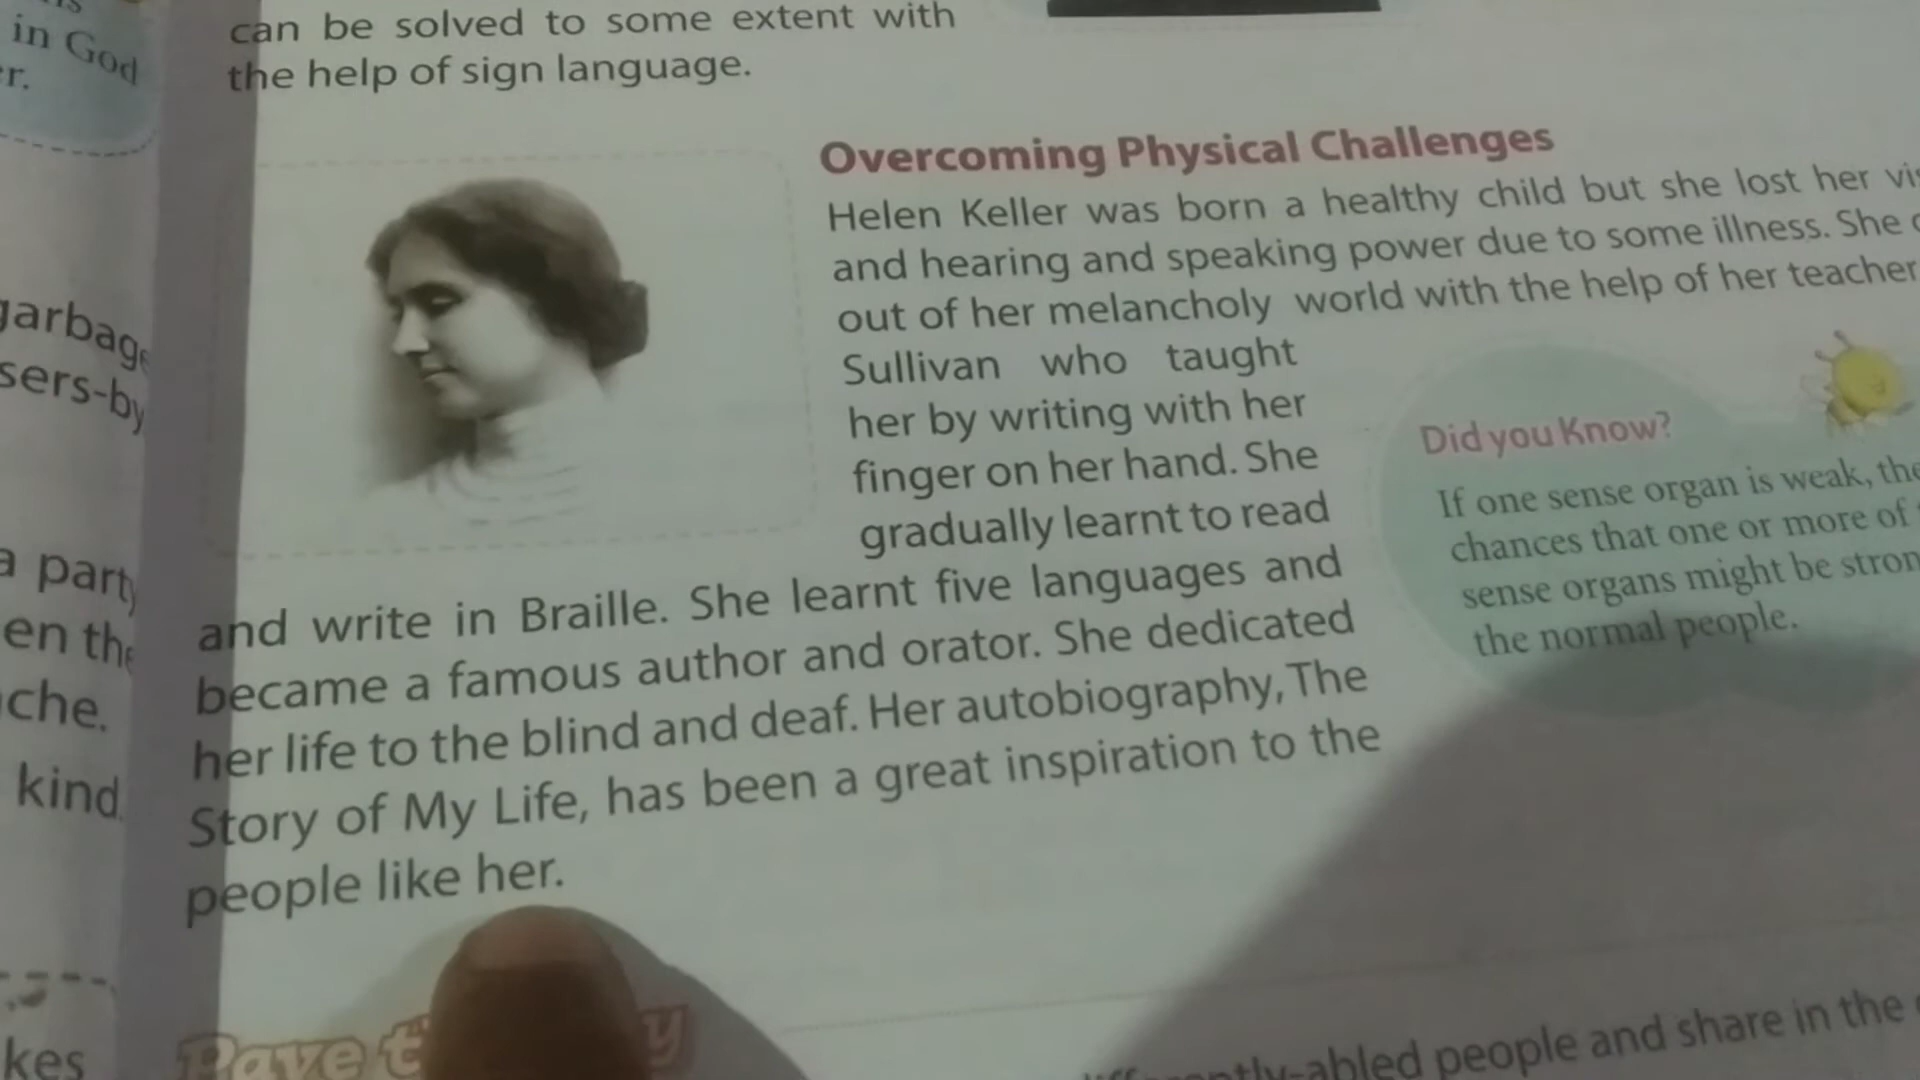 in God
r.
garbage
sers-by
a party
en the
che.
kind.
kes
can be solved to some extent with
the help of sign language.
Overcoming Physical Challenges
Helen Keller was born a healthy child but she lost her
and hearing and speaking power due to some illness. She
out of her melancholy world with the help of her teacher
Sullivan who taught
her by writing with her
finger on her hand. She
gradually learnt to read
and write in Braille. She learnt five languages and
became a famous author and orator. She dedicated
her life to the blind and deaf. Her autobiography, The
Story of My Life, has been a great inspiration to the
people like her.
Did you Know?
If one sense organ is weak,
chances that one or more of
sense organs might be
the normal people.
Pave
people and share in the